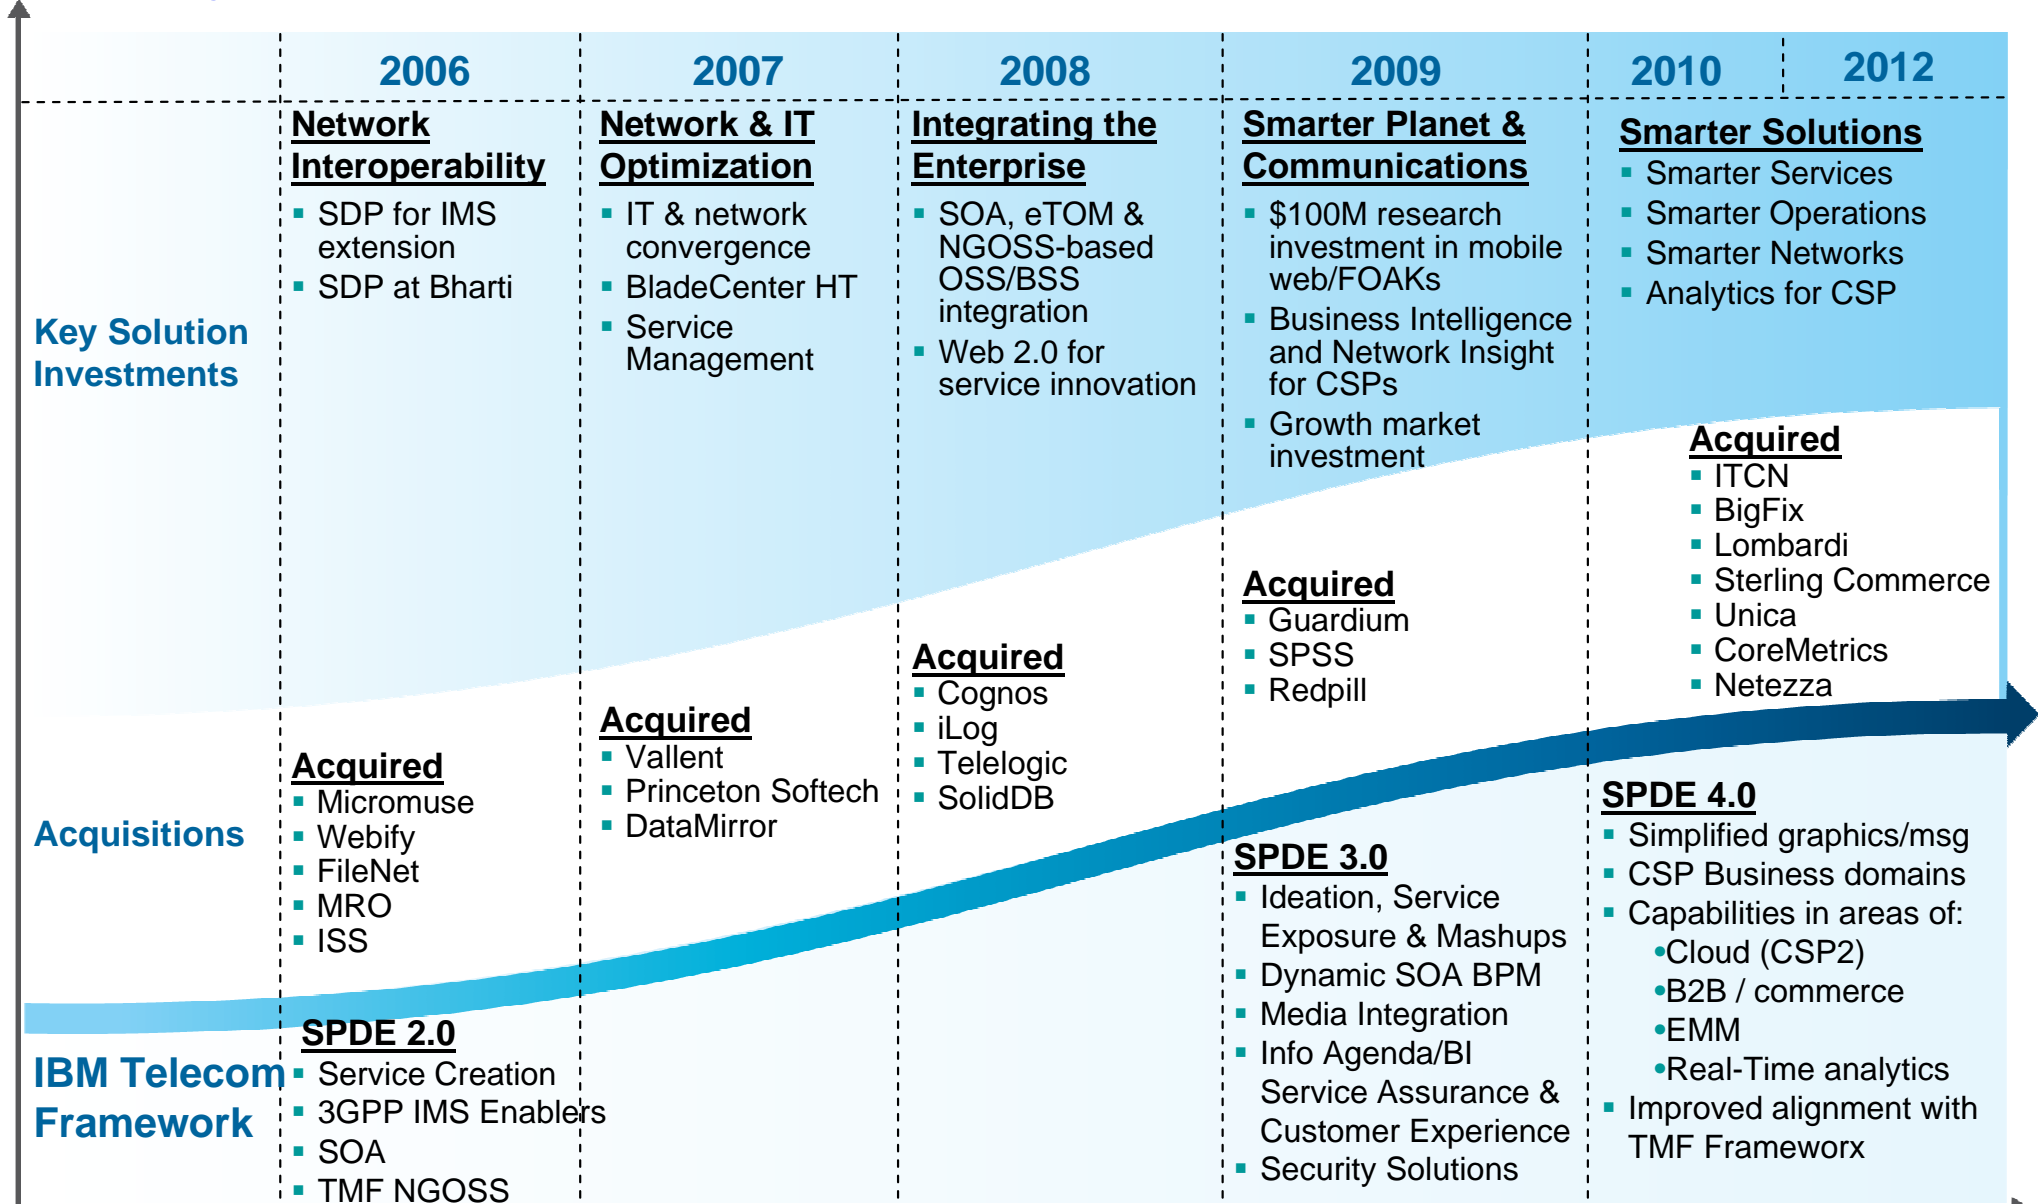 2006
2007
2008
2009
2010
2012
Key Solution
Investments
Network
Interoperability
SDP for IMS
extension
SDP at Bharti
Network & IT
Optimization
IT & network
convergence
BladeCenter HT
Service
Management
Integrating the
Enterprise
SOA, eTOM &
NGOSS-based
OSS/BSS
integration
Web 2.0 for
service innovation
Smarter Planet &
Communications
$100M research
investment in mobile
web/FOAKs
Business Intelligence
and Network Insight
for CSPs
Growth market
investment
Smarter Solutions
Smarter Services
Smarter Operations
Smarter Networks
Analytics for CSP
Acquisitions
Acquired
Micromuse
Webify
FileNet
MRO
ISS
Acquired
Vallent
Princeton Softech
DataMirror
Acquired
Cognos
iLog
Telelogic
SolidDB
Acquired
Guardium
SPSS
Redpill
Acquired
ITCN
BigFix
Lombardi
Sterling Commerce
Unica
CoreMetrics
Netezza
IBM Telecom
Framework
SPDE 2.0
Service Creation
3GPP IMS Enablers
SOA
TMF NGOSS
SPDE 3.0
Ideation, Service
Exposure & Mashups
Dynamic SOA BPM
Media Integration
Info Agenda/BI
Service Assurance &
Customer Experience
Security Solutions
SPDE 4.0
Simplified graphics/msg
CSP Business domains
Capabilities in areas of:
•Cloud (CSP2)
•B2B / commerce
•EMM
•Real-Time analytics
Improved alignment with
TMF Frameworx